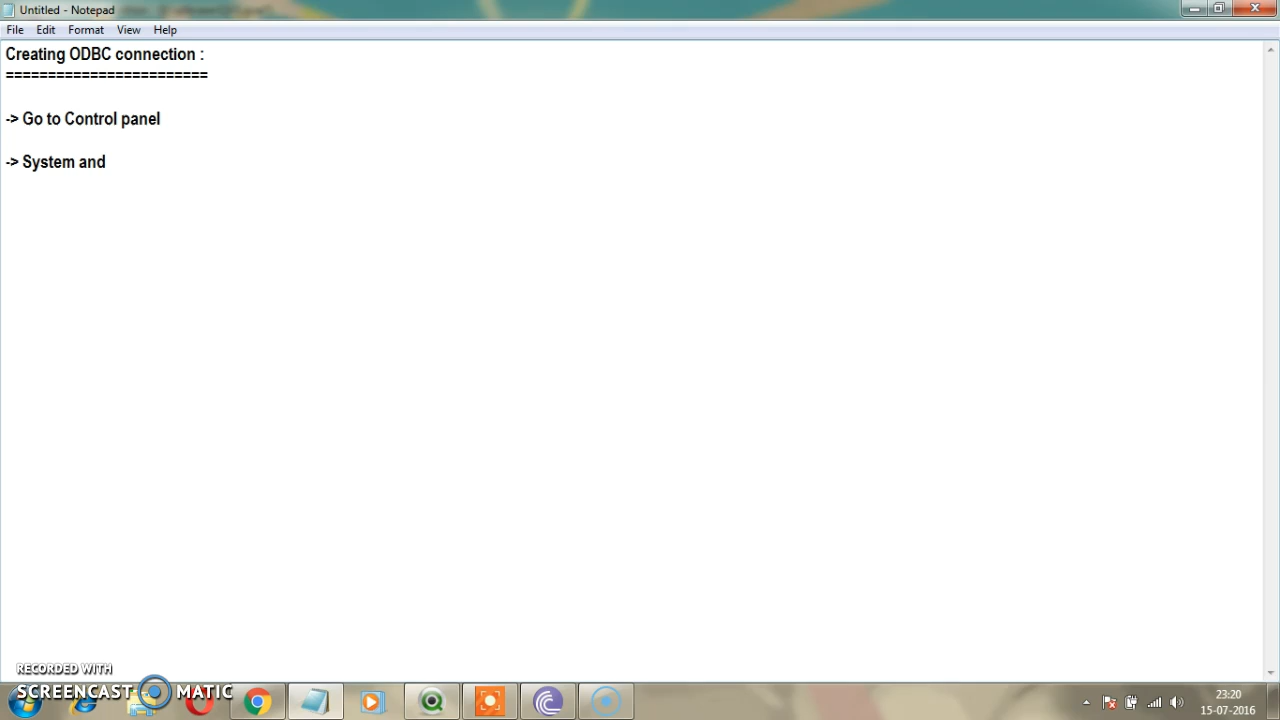 Untitled - Notepad
File Edit Format View Help
Creating ODBC connection :
========================
-> Go to Control panel
-> System and
RECORDED WITH
SCREENCAST MATIC
23:20
15-07-2016